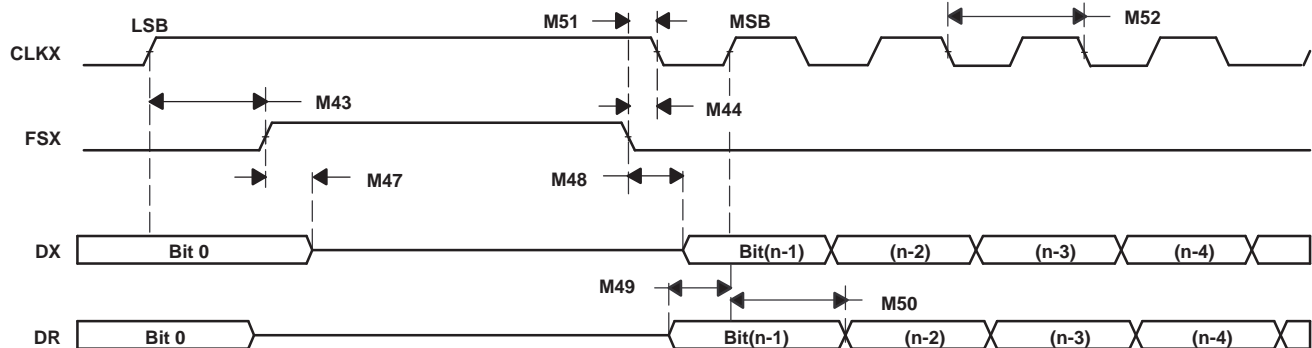 LSB
M51
MSB
M52
CLKX
M43
M44
FSX
M47
M48
DX
Bit 0
Bit(n-1)
(n-2)
(n-3)
(n-4)
M49
M50
DR
Bit 0
Bit(n-1)
(n-2)
(n-3)
(n-4)